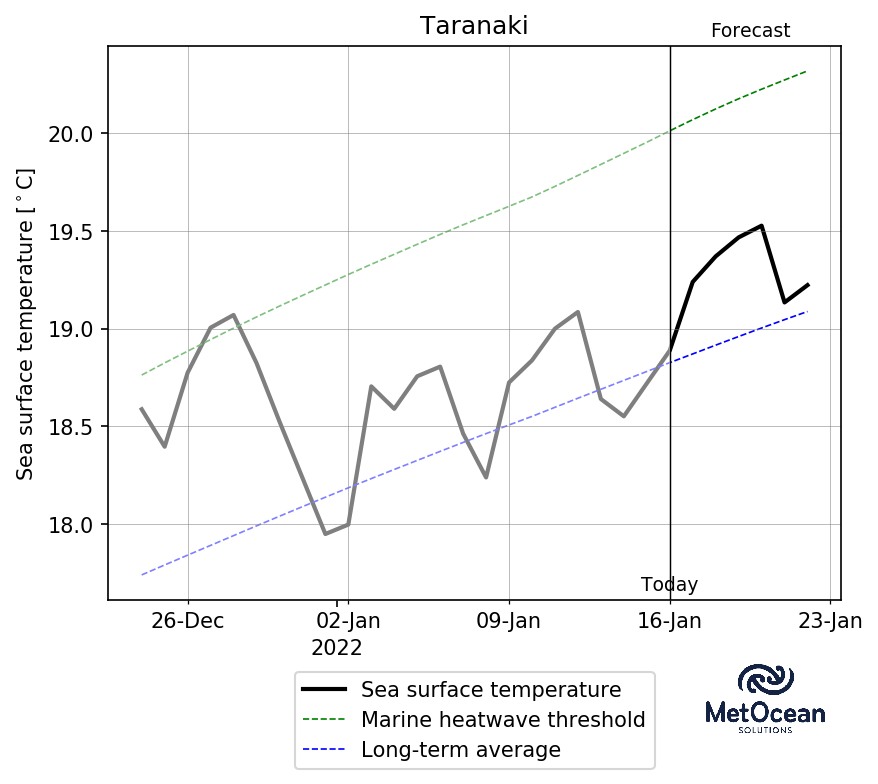 Taranaki
Forecast
Sea surface temperature [°C]
20.0
19.5
19.0
18.5
18.0
Today
26-Dec
02-Jan
09-Jan
16-Jan
23-Jan
2022
Sea surface temperature
Marine heatwave threshold
Long-term average
MetOcean
SOLUTIONS